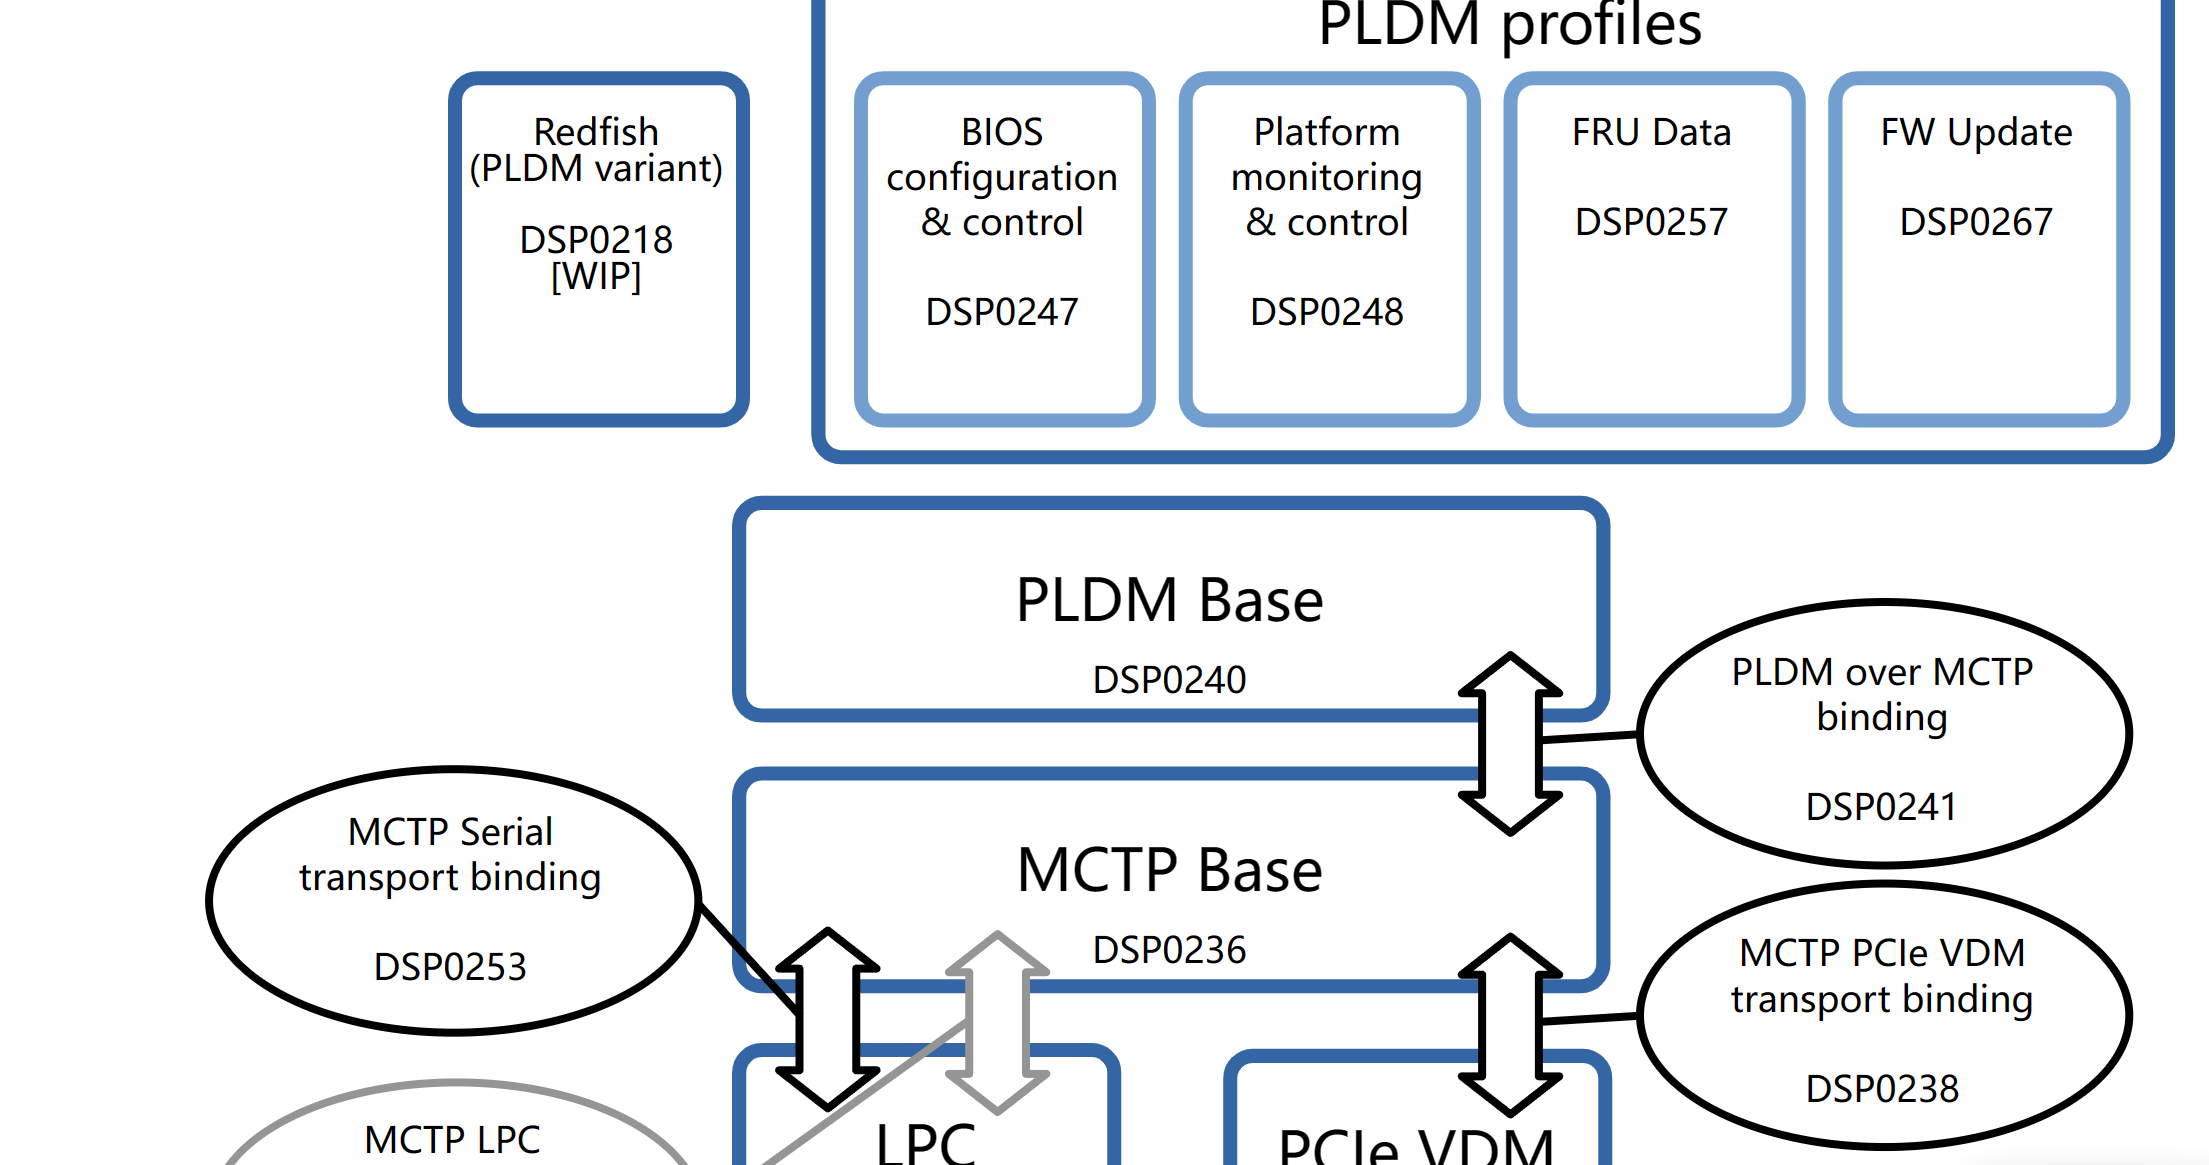 PLDM profiles
Redfish
(PLDM variant)
DSP0218
[WIP]
BIOS
configuration
& control
DSP0247
Platform
monitoring
& control
DSP0248
FRU Data
DSP0257
FW Update
DSP0267
PLDM Base
DSP0240
PLDM over MCTP
binding
DSP0241
MCTP Serial
transport binding
DSP0253
MCTP Base
DSP0236
MCTP PCIe VDM
transport binding
DSP0238
MCTP LPC
LPC
PCIe VDM